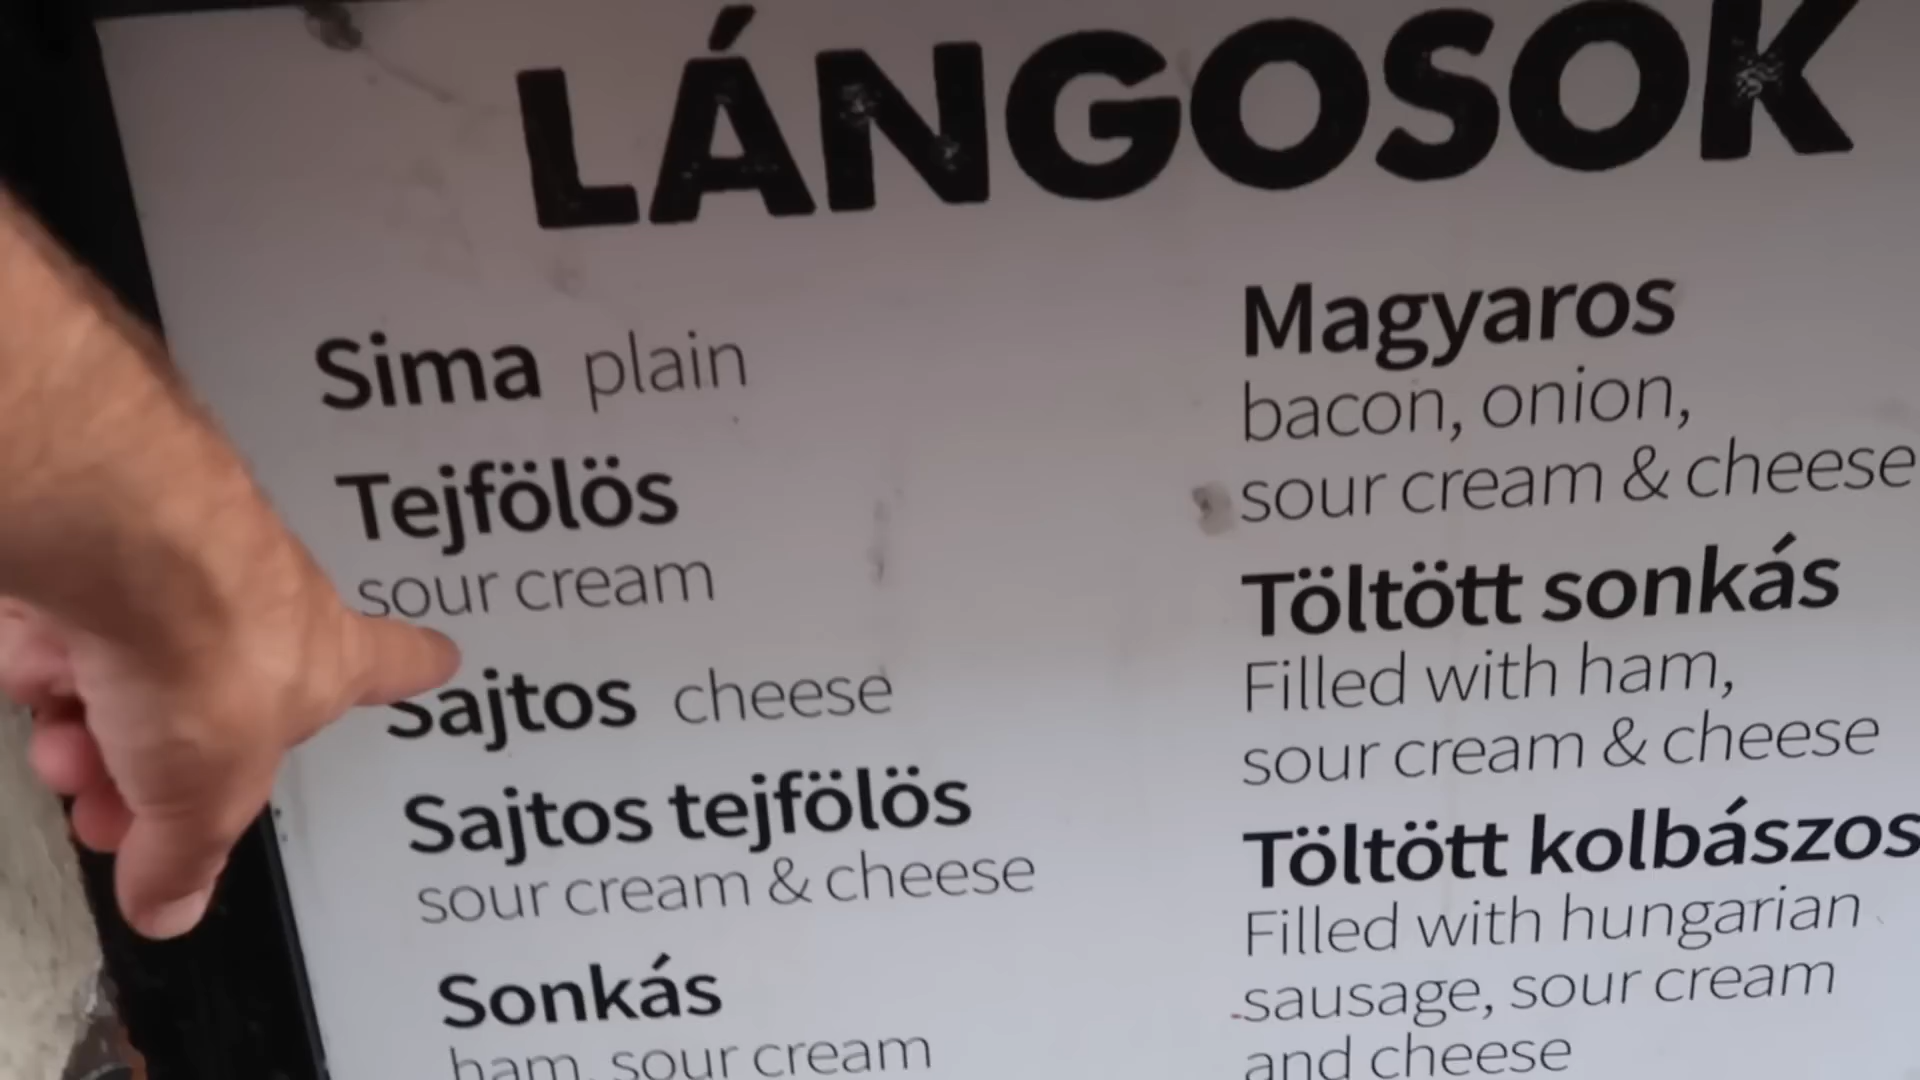 LÁNGOSOK
Sima plain
Tejfölös
sour cream
Sajtos cheese
Sajtos tejfölös
sour cream & cheese
Sonkás
ham, sour cream
Magyaros
bacon, onion,
sour cream & cheese
Töltött sonkás
Filled with ham,
sour cream & cheese
Töltött kolbászos
Filled with hungarian
sausage, sour cream
and cheese